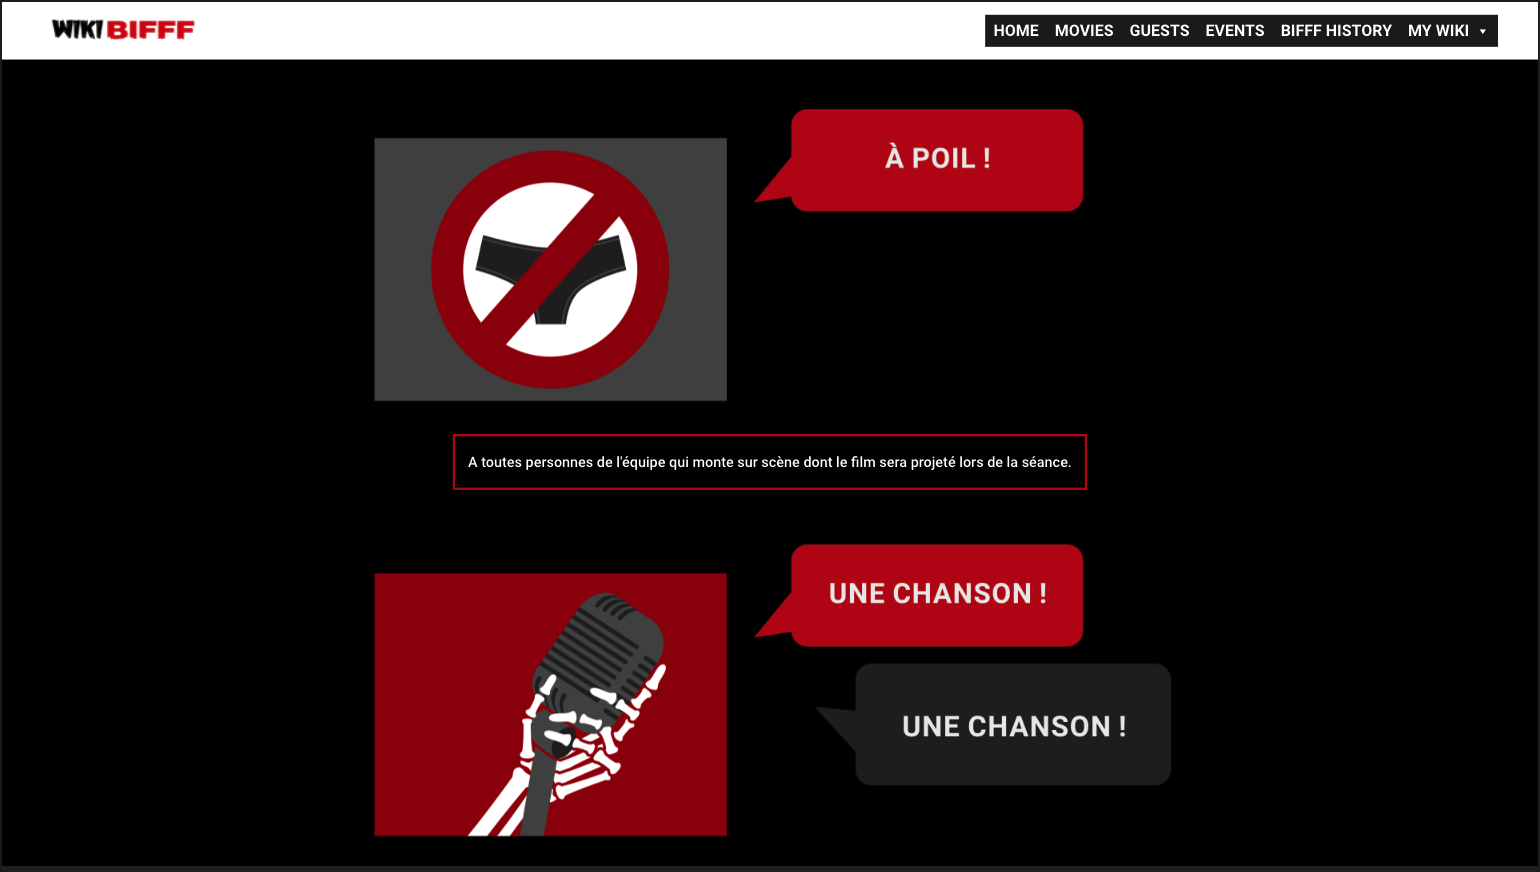 WIKI BIFFF
HOME MOVIES GUESTS EVENTS BIFFF HISTORY MY WIKI
À POIL !
A toutes personnes de l'équipe qui monte sur scène dont le film sera projeté lors de la séance.
UNE CHANSON !
UNE CHANSON !